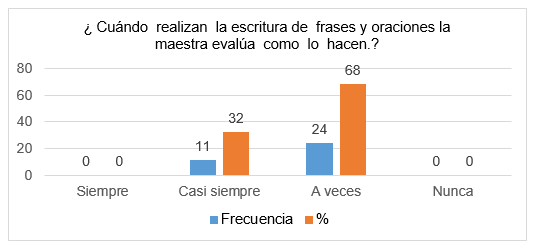 ¿ Cuándo realizan la escritura de frases y oraciones la
maestra evalúa como lo hacen.?
80
60
40
20
0
0 0
11 32
24 68
0 0
Siempre Casi siempre A veces Nunca
Frecuencia %